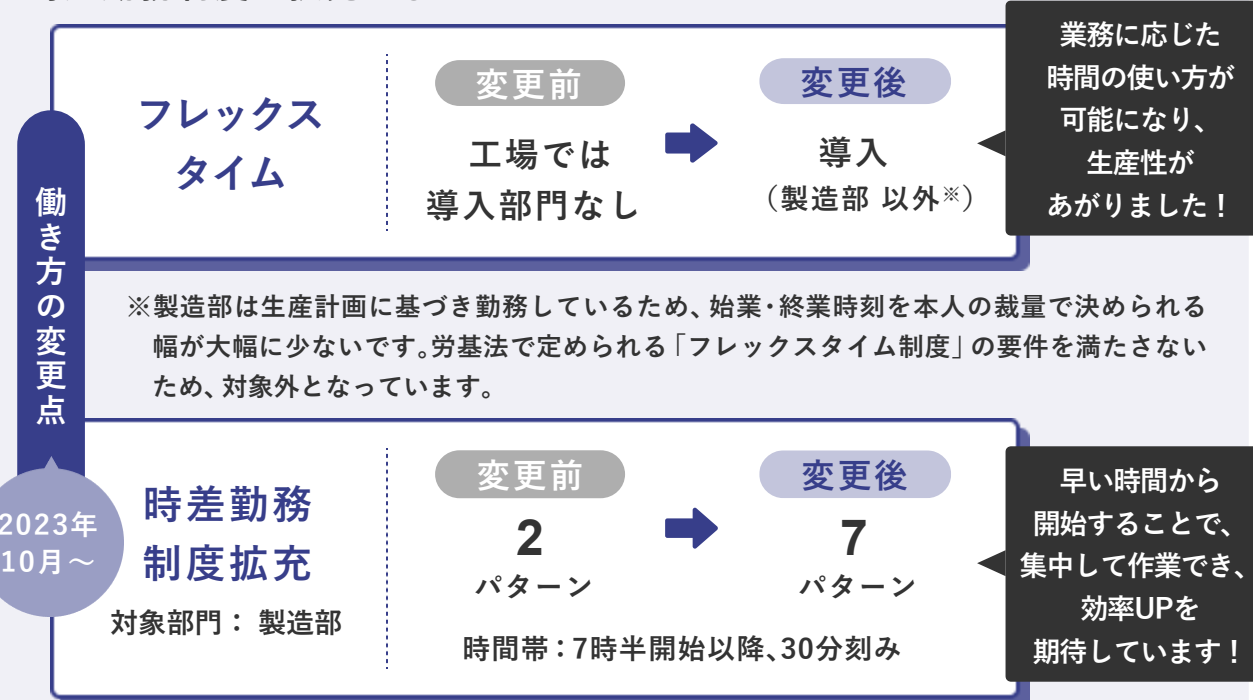 働き方の変更点
2023年
10月～
フレックス
タイム
変更前
工場では
導入部門なし
変更後
導入
（製造部 以外※）
業務に応じた
時間の使い方が
可能になり、
生産性が
あがりました！
※製造部は生産計画に基づき勤務しているため、始業・終業時刻を本人の裁量で決められる
幅が大幅に少ないです。労基法で定められる「フレックスタイム制度」の要件を満たさない
ため、対象外となっています。
時差勤務
制度拡充
対象部門： 製造部
変更前
2
パターン
変更後
7
パターン
時間帯：7時半開始以降、30分刻み
早い時間から
開始することで、
集中して作業でき、
効率UPを
期待しています！